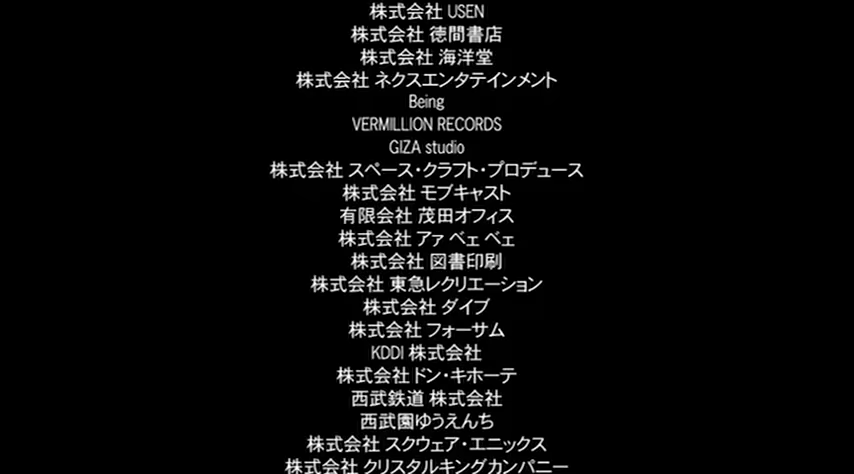 株式会社 USEN
株式会社 徳間書店
株式会社 海洋堂
株式会社 ネクスエンタテインメント
Being
VERMILLION RECORDS
GIZA studio
株式会社 スペース・クラフト・プロデュース
株式会社 モブキャスト
有限会社 茂田オフィス
株式会社 アァ ベェ ベェ
株式会社 図書印刷
株式会社 東急レクリエーション
株式会社 ダイブ
株式会社 フォーサム
KDDI 株式会社
株式会社 ドン・キホーテ
西武鉄道 株式会社
西武園ゆうえんち
株式会社 スクウェア・エニックス
株式会社 クリスタルキングカンパニー